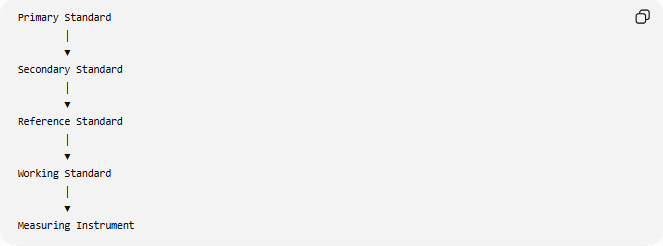 Primary Standard
│
▼
Secondary Standard
│
▼
Reference Standard
│
▼
Working Standard
│
▼
Measuring Instrument